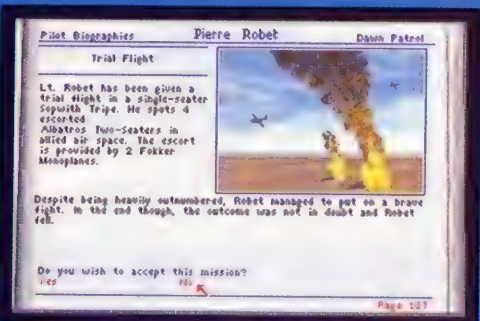 Pilot Biographies Pierre Robet Dawn Patrol
Trial Flight
Lt. Robet has been given a
trial flight in a single-seater
Sopwith Tripe. He spots 4
escorted
Albatros Two-Seaters in
allied air space. The escort
is provided by 2 Fokker
Monoplanes.
Despite being heavily outnumbered, Robet managed to put on a brave
fight. In the end though, the outcome was not in doubt and Robet
fell.
Do you wish to accept this mission?
Yes No
Page 137